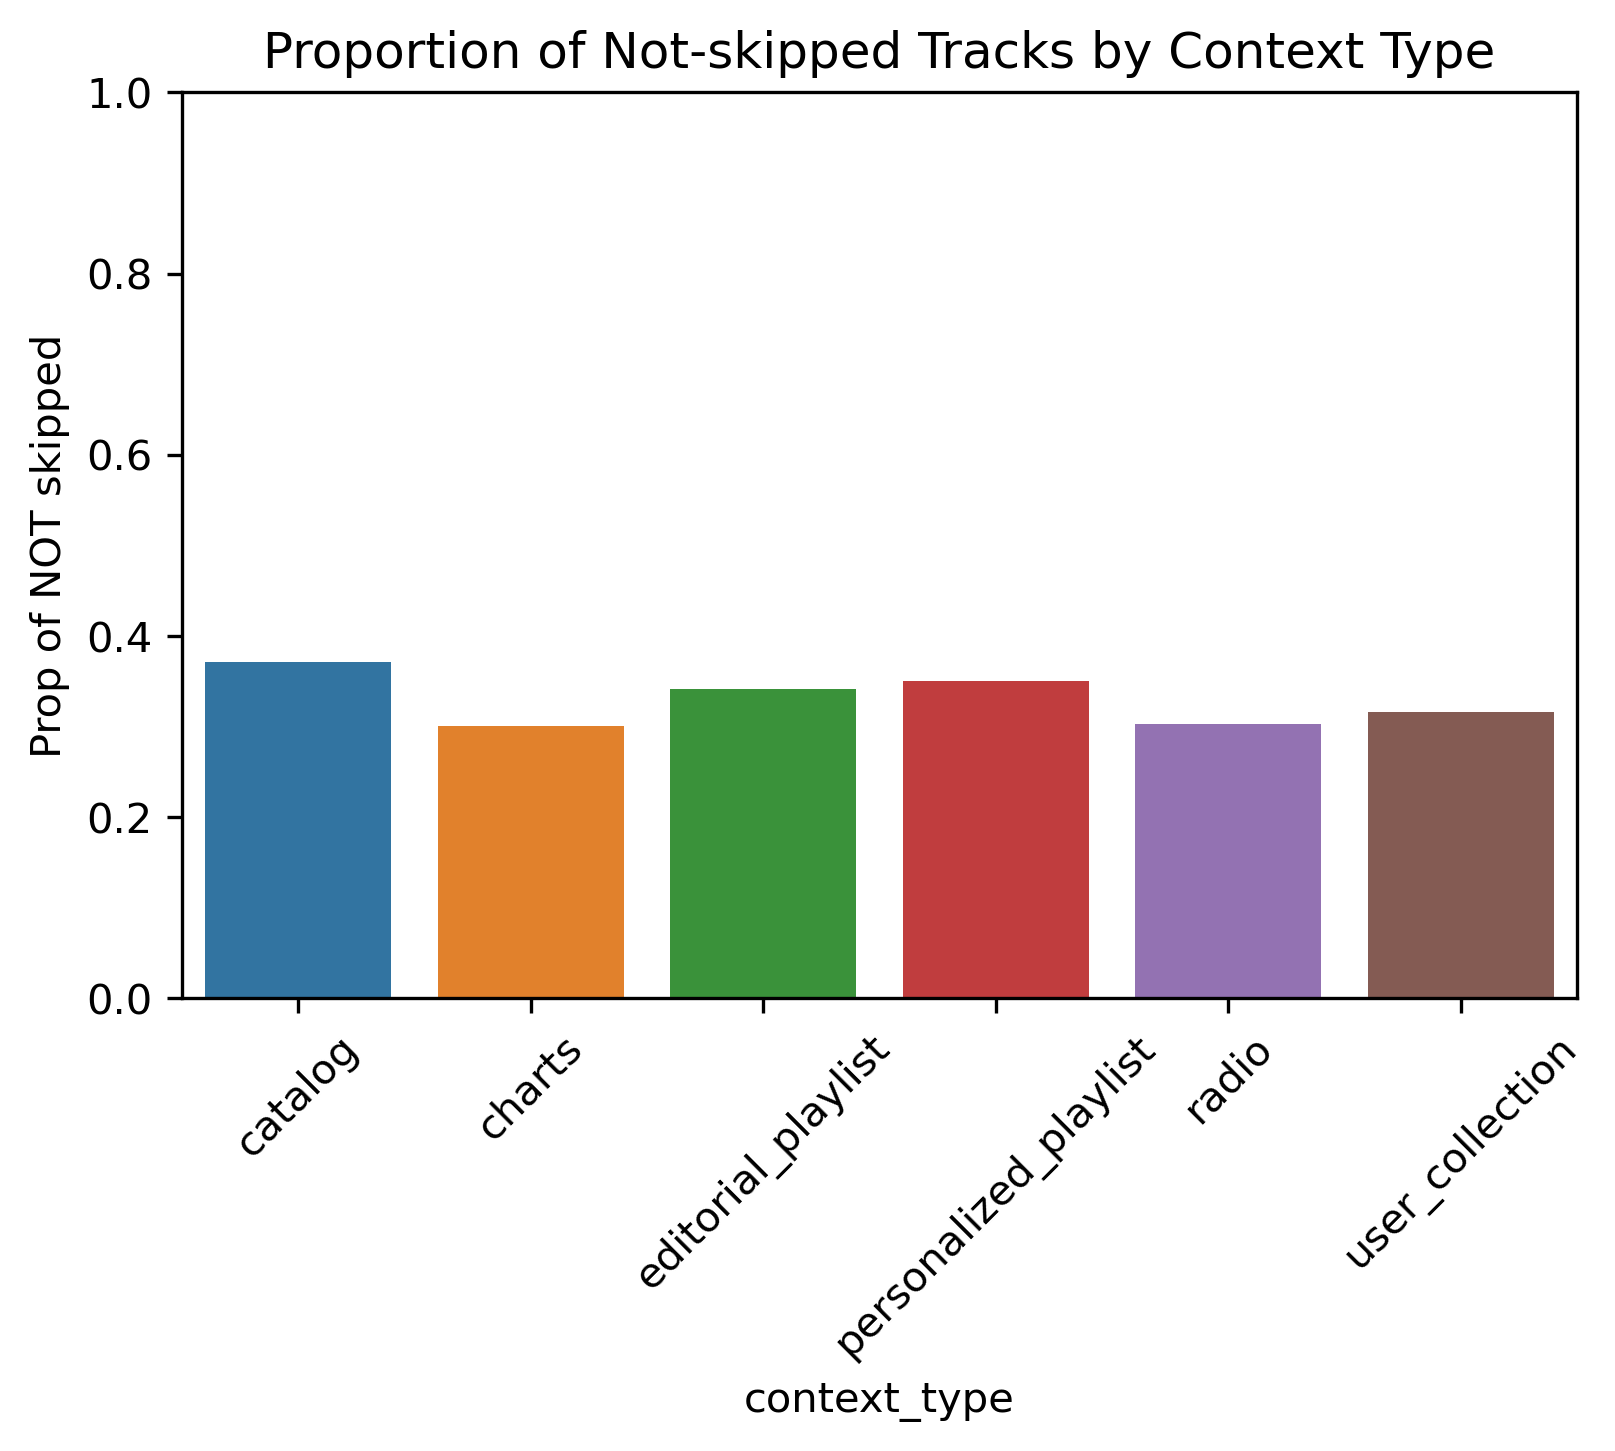 Proportion of Not-skipped Tracks by Context Type
1.0
0.8
0.6
0.4
0.2
0.0
Prop of NOT skipped
catalog
charts
editorial_playlist
personalized_playlist
radio
user_collection
context_type